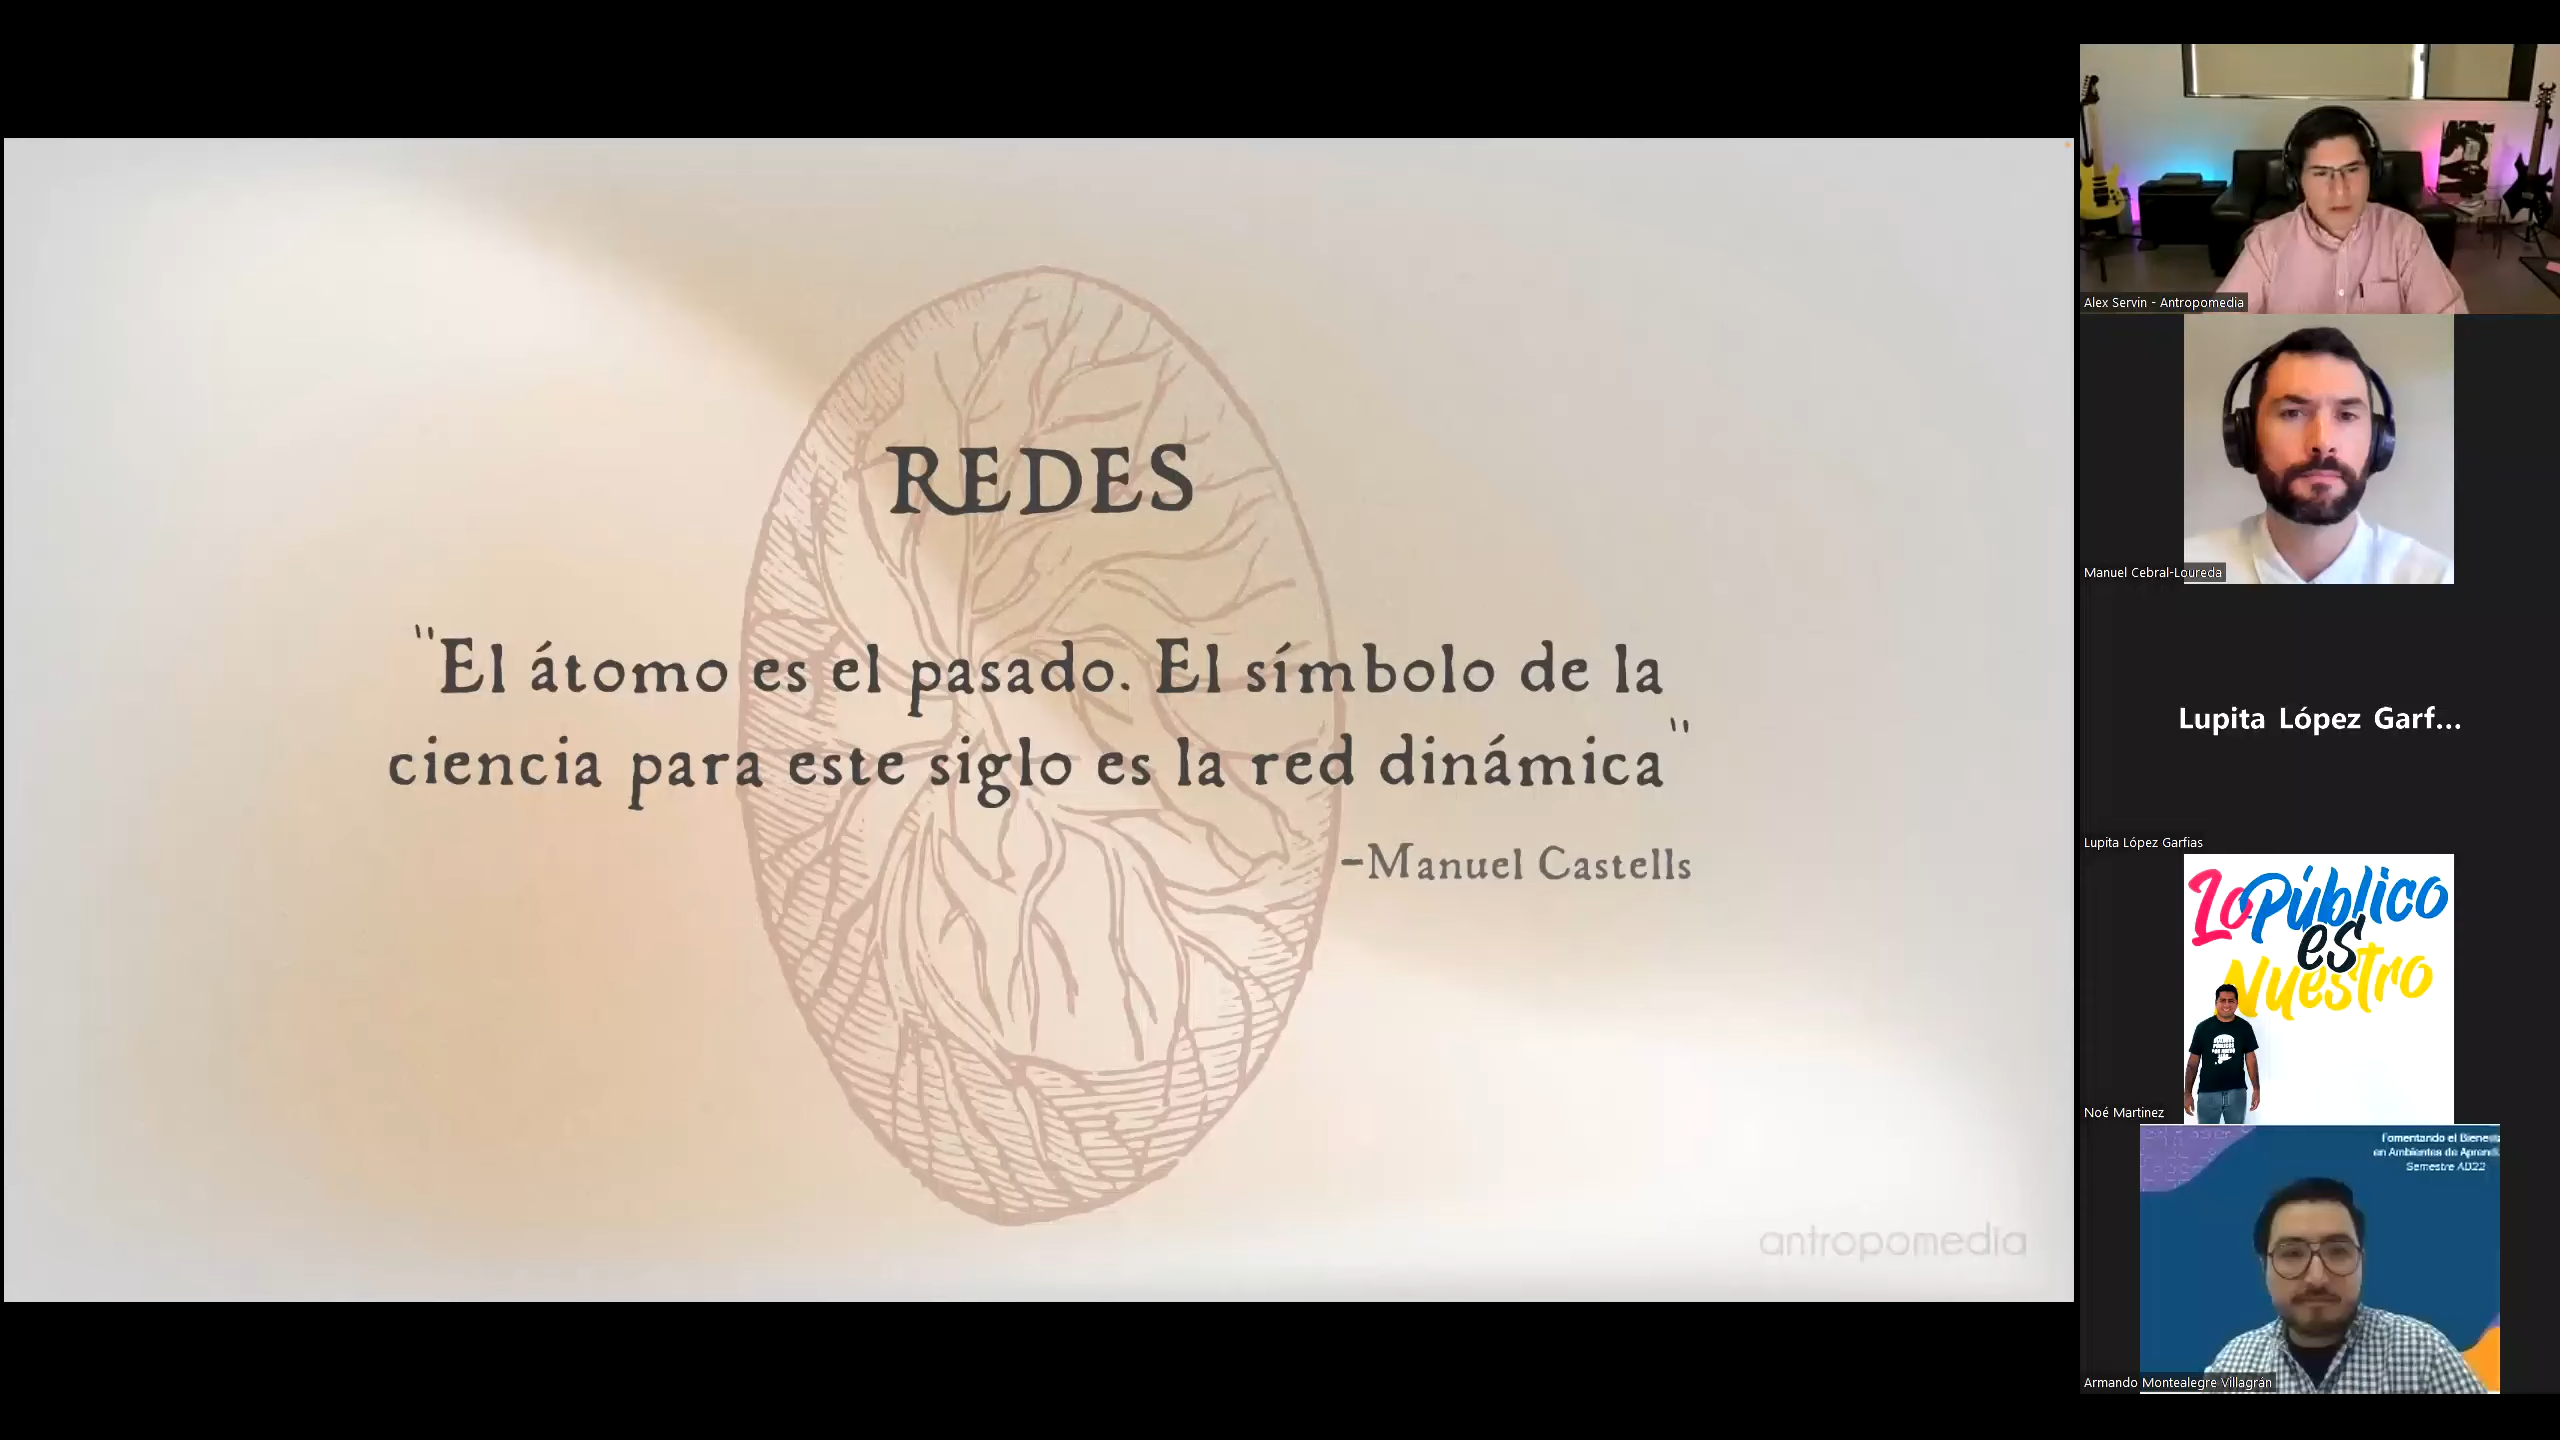 REDES
"El átomo es el pasado. El símbolo de la
ciencia para este siglo es la red dinámica"
-Manuel Castells
antropomedia
Alex Servin - Antropomedia
Manuel Cebral-Loureda
Lupita López Garf...
Lupita López Garfias
Lo Público
es
Nuestro
Noé Martinez
Fomentando el Bienest
en Ambientes de Aprendi
Semestre AD22
Armando Montealegre Villagrán